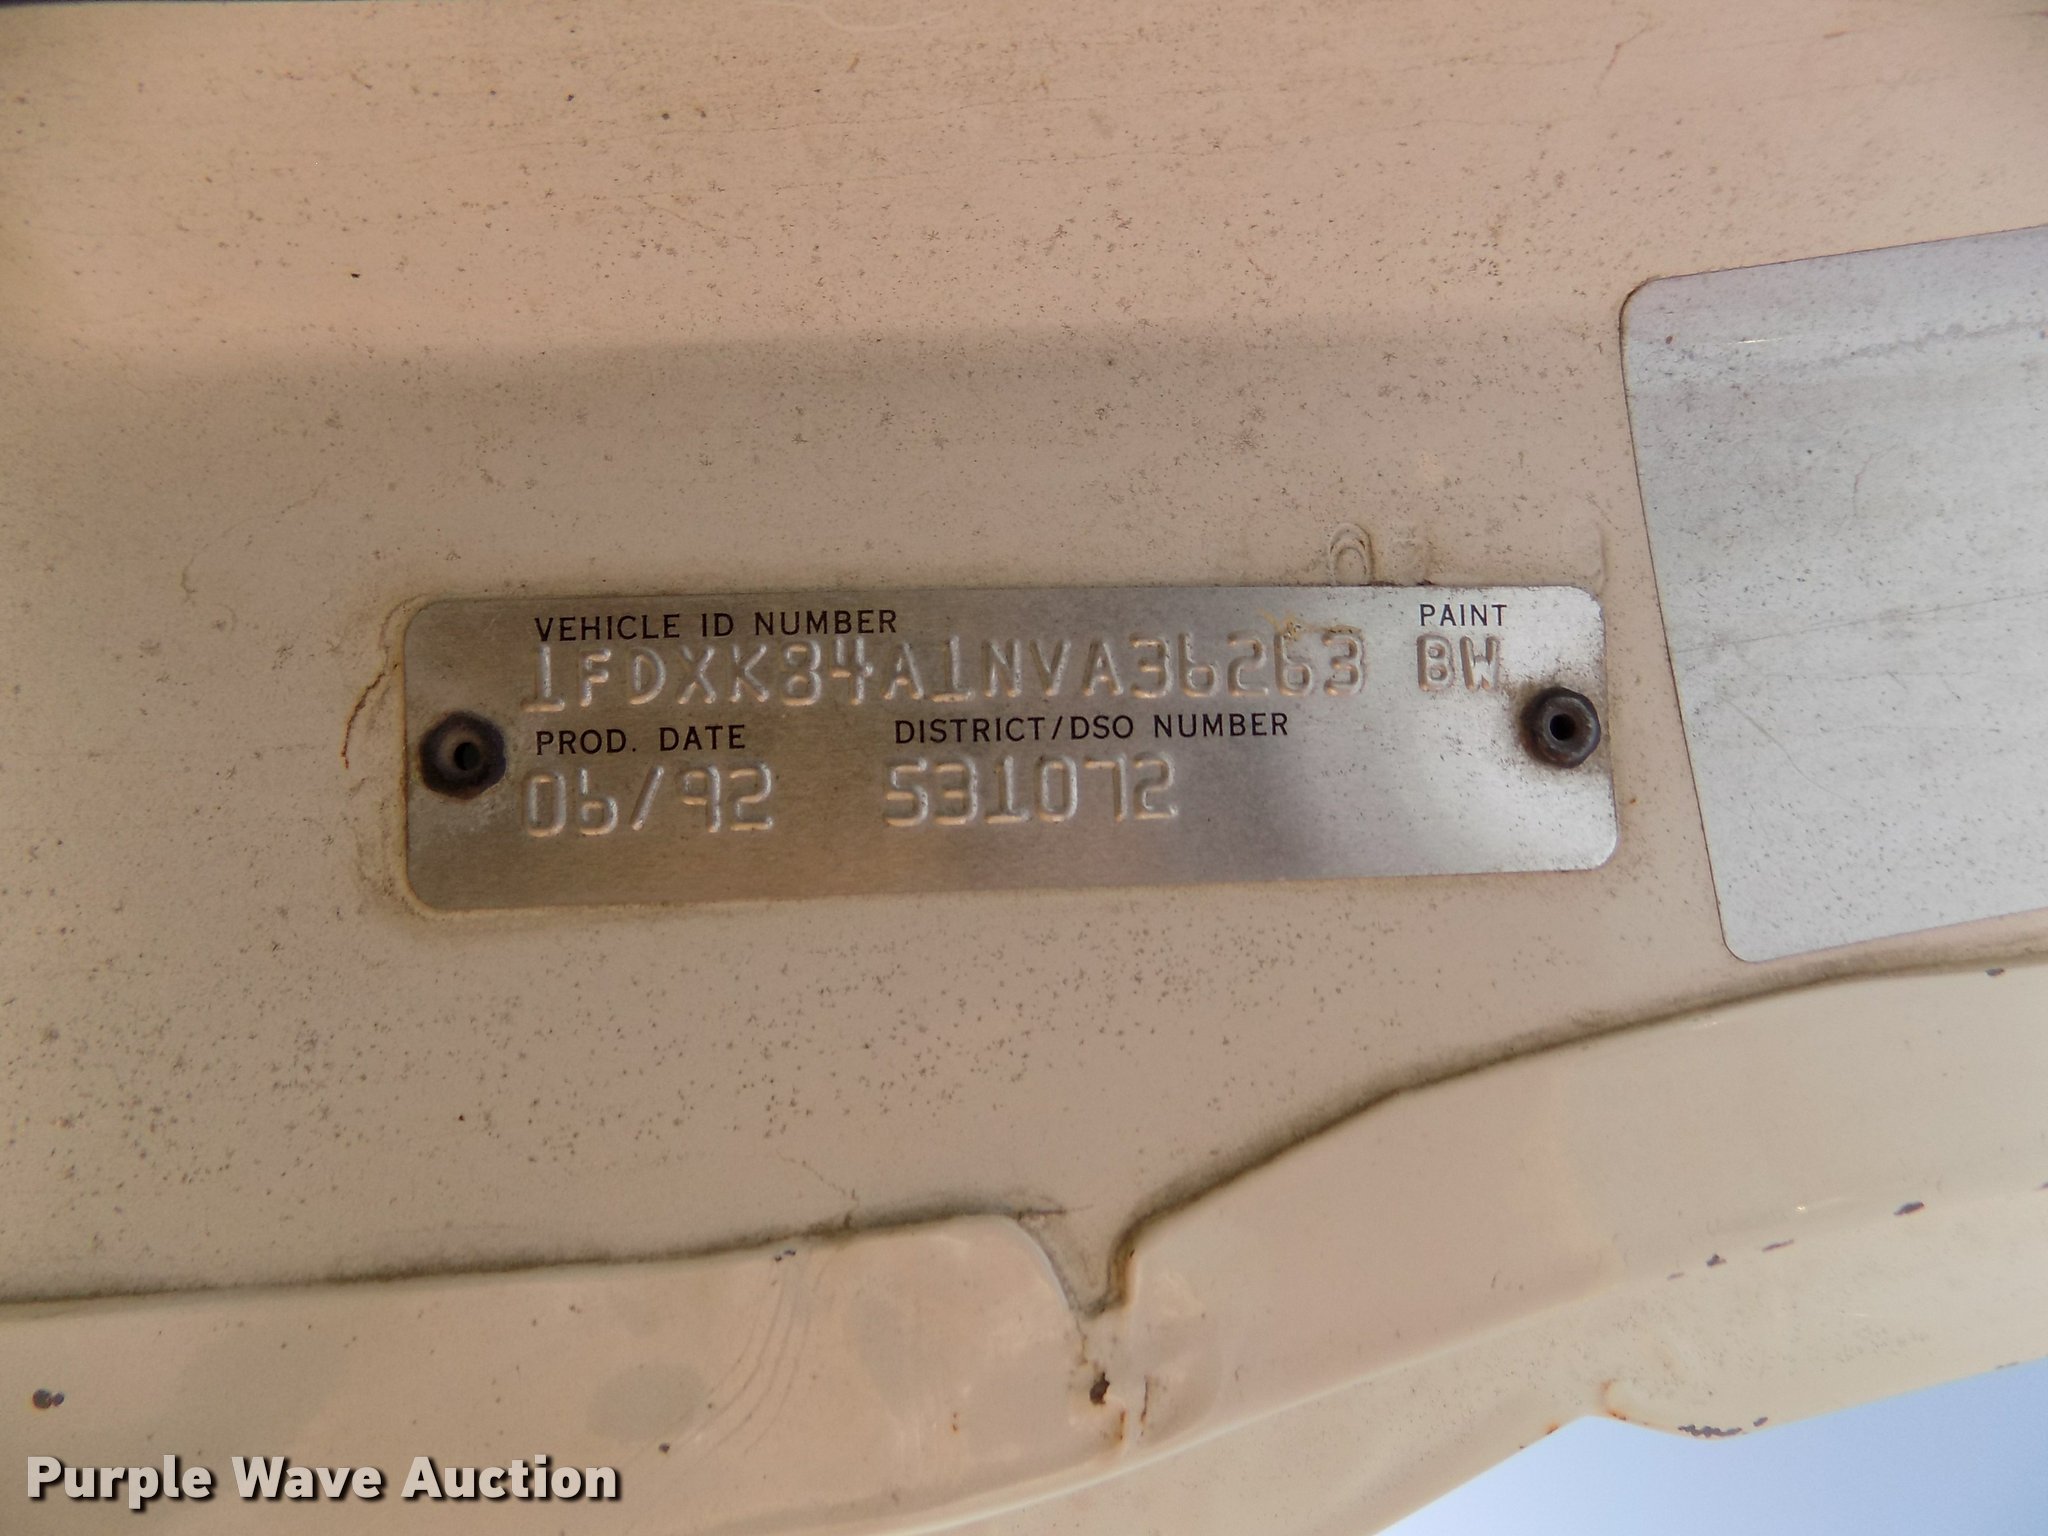 VEHICLE ID NUMBER PAINT
1FDXK84A1NVA36263 BW
PROD. DATE DISTRICT/DSO NUMBER
06/92 531072
Purple Wave Auction